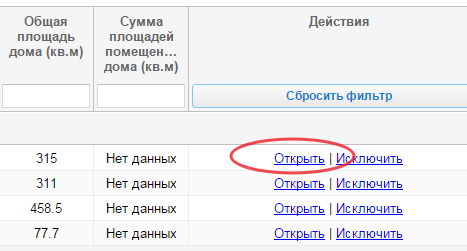 Общая площадь дома (кв.м) Сумма площадей помещен... дома (кв.м) Действия
Сбросить фильтр
315 Нет данных Открыть | Исключить
311 Нет данных Открыть | Исключить
458.5 Нет данных Открыть | Исключить
77.7 Нет данных Открыть | Исключить